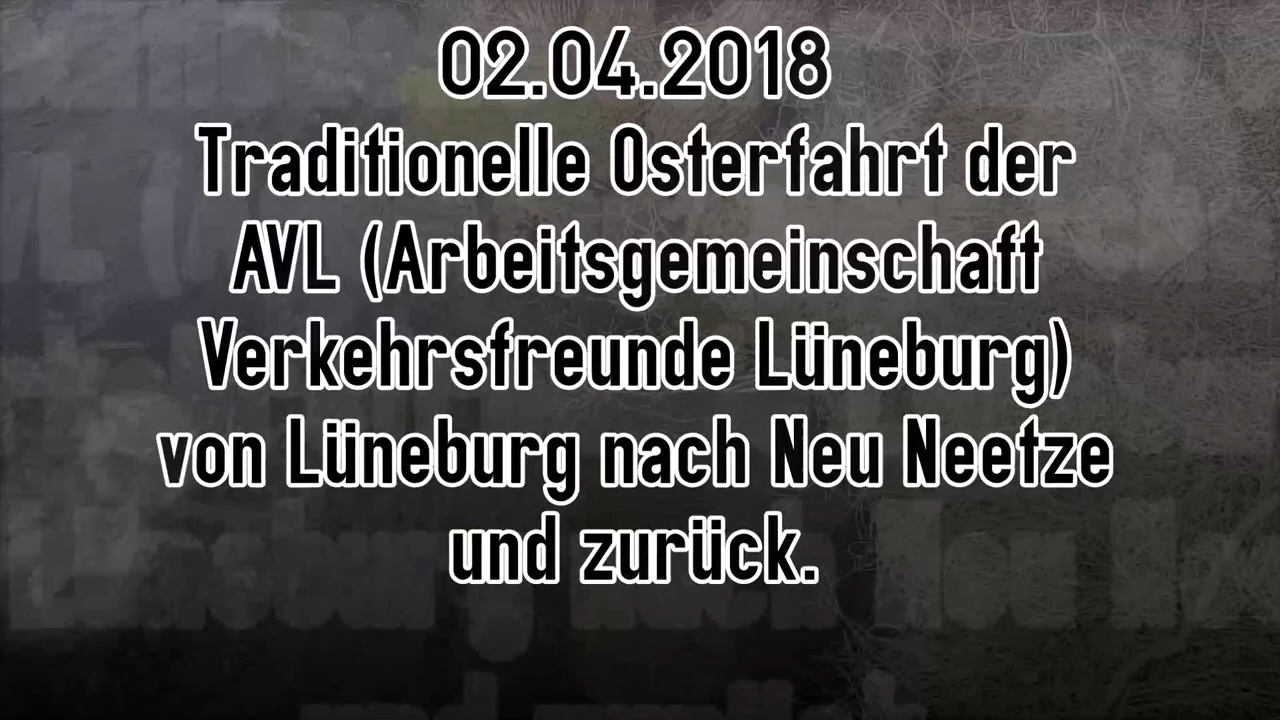 02.04.2018
Traditionelle Osterfahrt der
AVL (Arbeitsgemeinschaft
Verkehrsfreunde Lüneburg)
von Lüneburg nach Neu Neetze
und zurück.